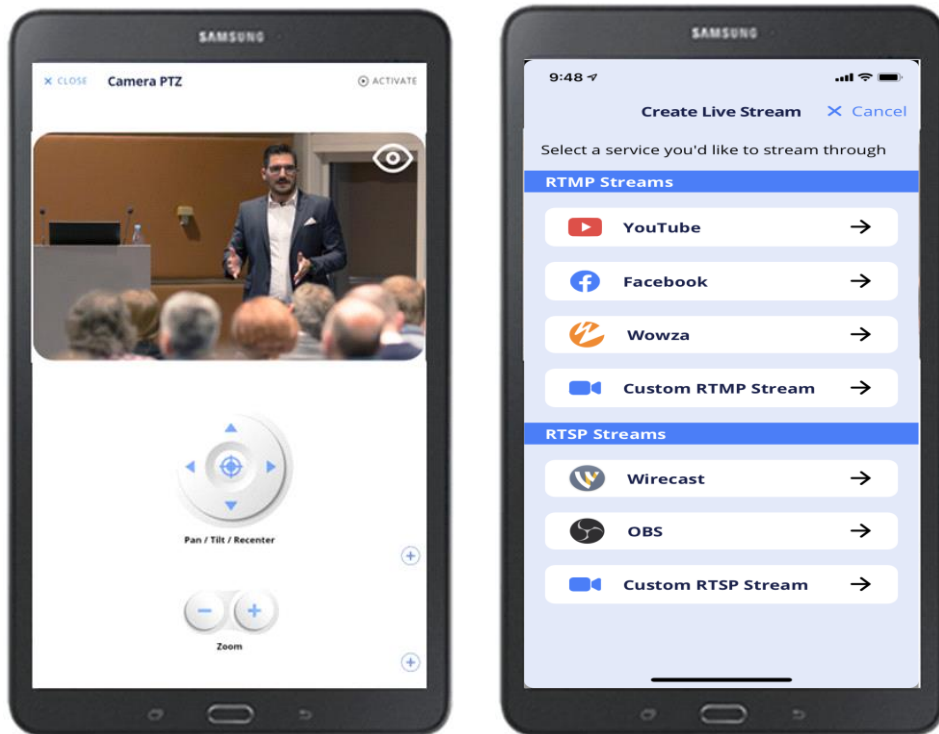 SAMSUNG
CLOSE Camera PTZ ACTIVATE
Pan / Tilt / Recenter
Zoom
SAMSUNG
9:48
Create Live Stream Cancel
Select a service you'd like to stream through
RTMP Streams
YouTube
Facebook
Wowza
Custom RTMP Stream
RTSP Streams
Wirecast
OBS
Custom RTSP Stream